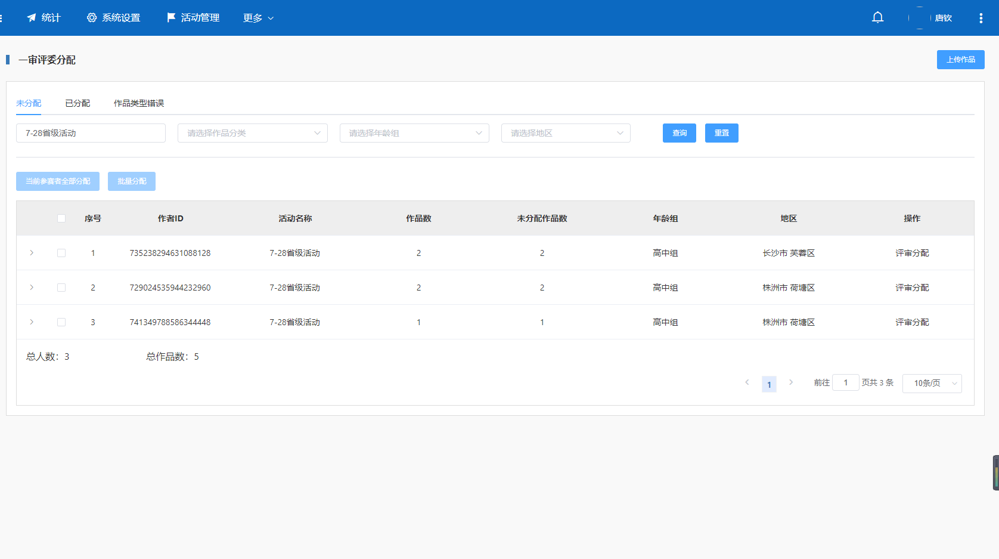 统计 系统设置 活动管理 更多 唐钦
一审评委分配 上传作品
未分配 已分配 作品类型错误
7-28省级活动 请选择作品分类 请选择年龄组 请选择地区 查询 重置
当前参赛者全部分配 批量分配
序号 作者ID 活动名称 作品数 未分配作品数 年龄组 地区 操作
1 735238294631088128 7-28省级活动 2 2 高中组 长沙市 芙蓉区 评审分配
2 729024535944232960 7-28省级活动 2 2 高中组 株洲市 荷塘区 评审分配
3 741349788586344448 7-28省级活动 1 1 高中组 株洲市 荷塘区 评审分配
总人数：3 总作品数：5
1 前往 1 页共 3 条 10条/页